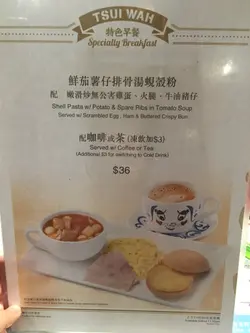 TSUI WAH
特色早餐
Specialty Breakfast
鮮茄薯仔排骨湯蜆殼粉
配 嫩滑炒無公害雞蛋、火腿、牛油豬仔
Shell Pasta w/ Potato & Spare Ribs in Tomato Soup
Served w/ Scrambled Egg, Ham & Buttered Crispy Bun
配咖啡或茶(凍飲加$3)
Served w/ Coffee or Tea
(Additional $3 for switching to Cold Drink)
$36